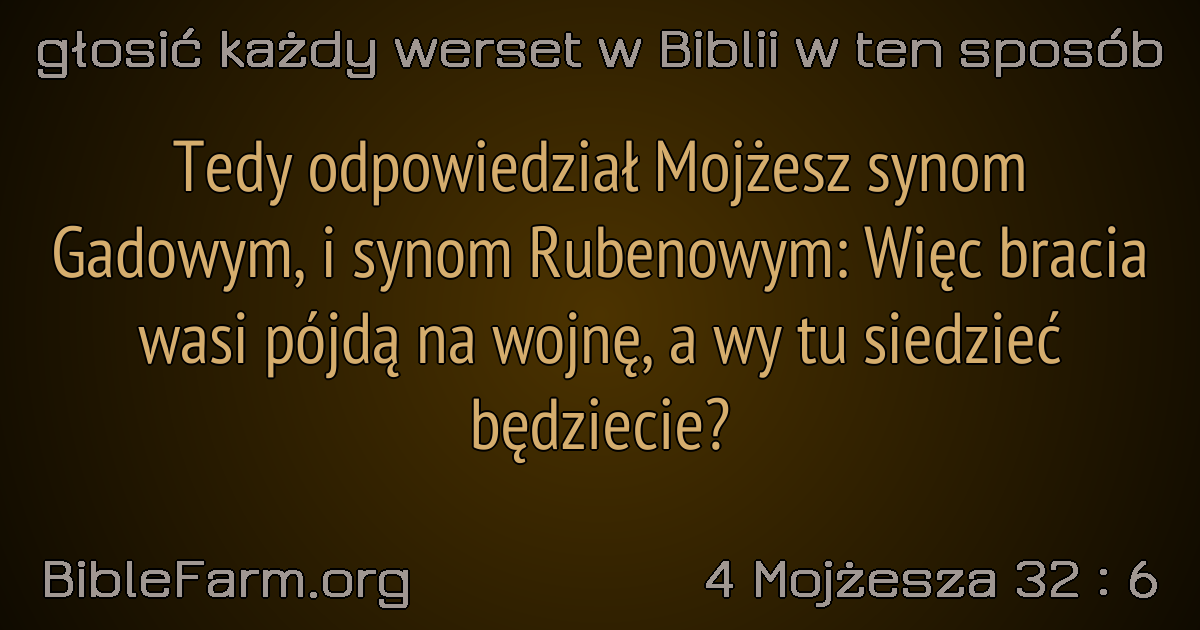 głosić każdy werset w Biblii w ten sposób
Tedy odpowiedział Mojżesz synom
Gadowym, i synom Rubenowym: Więc bracia
wasi pójdą na wojnę, a wy tu siedzieć
będziecie?
BibleFarm.org
4 Mojżesza 32 : 6